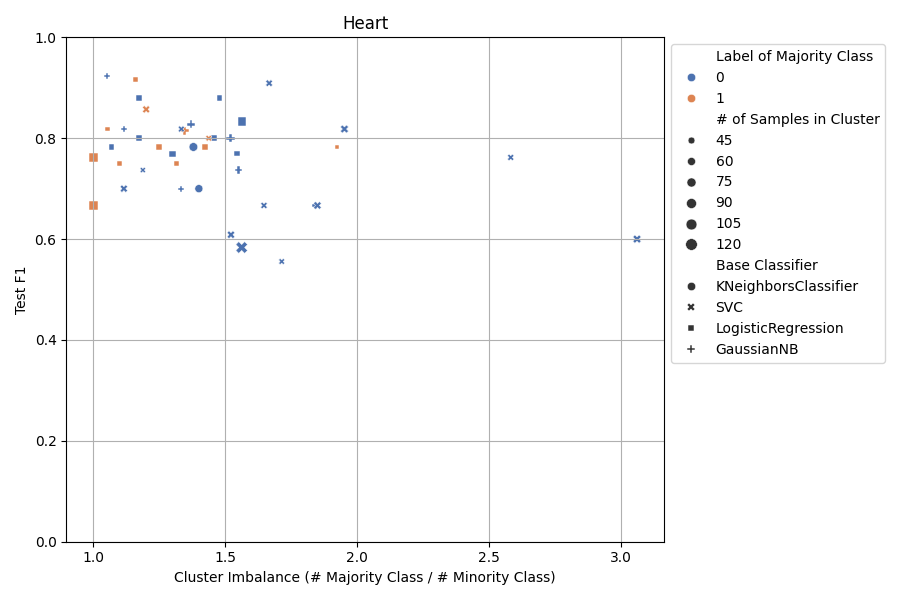 Heart
1.0
0.8
0.6
0.4
0.2
0.0
Test F1
1.0
1.5
2.0
2.5
3.0
Cluster Imbalance (# Majority Class / # Minority Class)
Label of Majority Class
0
1
# of Samples in Cluster
45
60
75
90
105
120
Base Classifier
KNeighborsClassifier
SVC
LogisticRegression
GaussianNB